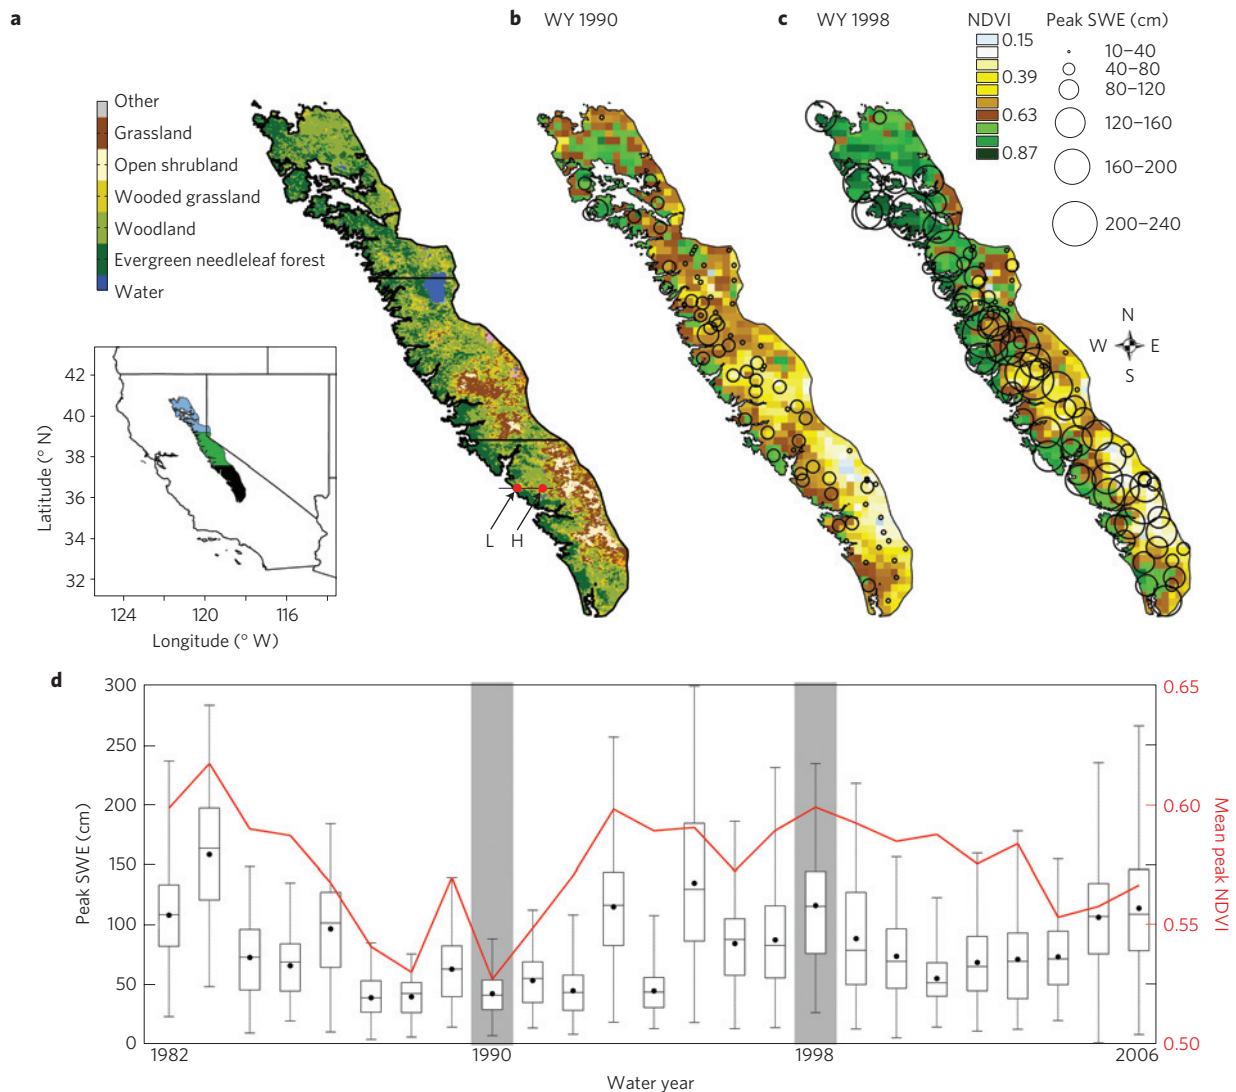 a
Other
Grassland
Open shrubland
Wooded grassland
Woodland
Evergreen needleleaf forest
Water
L
H
Latitude (° N)
42
40
38
36
34
32
124
120
116
Longitude (° W)
b
WY 1990
c
WY 1998
NDVI
0.15
0.39
0.63
0.87
Peak SWE (cm)
10–40
40–80
80–120
120–160
160–200
200–240
N
W
E
S
d
Peak SWE (cm)
300
250
200
150
100
50
0
1982
1990
1998
2006
Water year
0.65
0.60
0.55
0.50
Mean peak NDVI